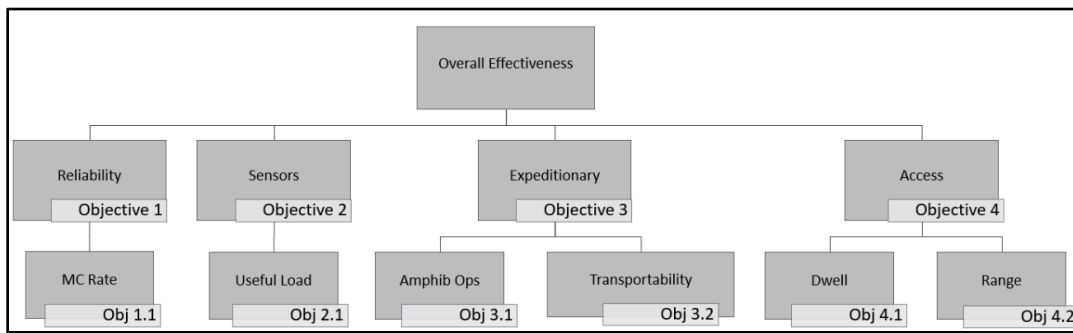 Overall Effectiveness
Reliability
Objective 1
Sensors
Objective 2
Expeditionary
Objective 3
Access
Objective 4
MC Rate
Obj 1.1
Useful Load
Obj 2.1
Amphib Ops
Obj 3.1
Transportability
Obj 3.2
Dwell
Obj 4.1
Range
Obj 4.2